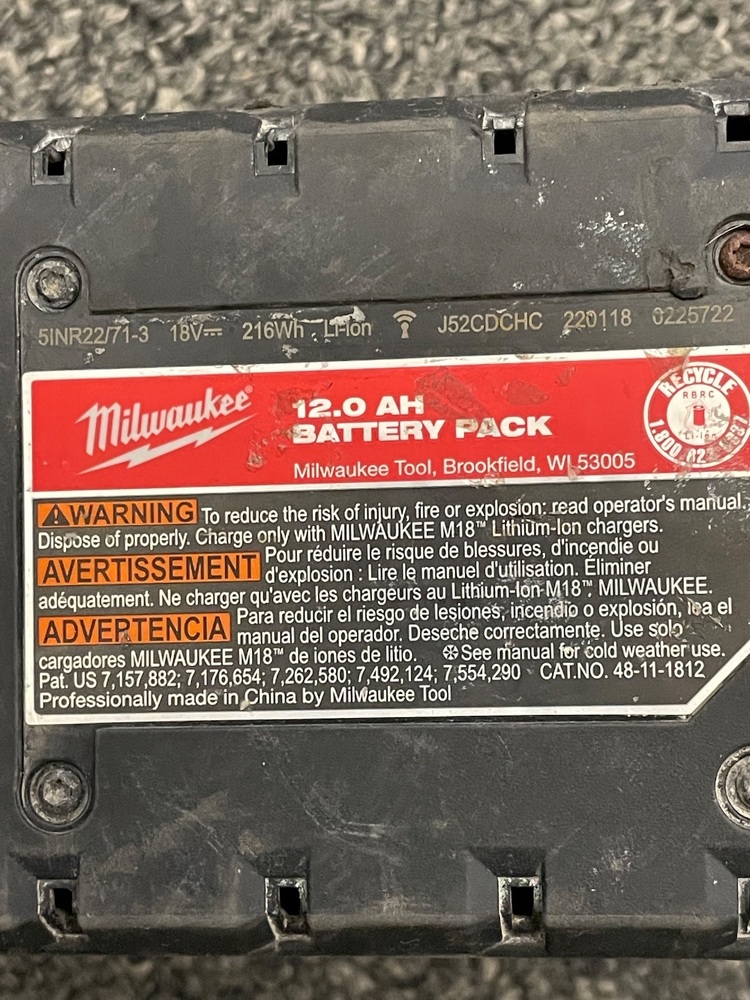 5INR22/71-3 18V⎓ 216Wh Li-Ion J52CDCHC 220118 0225722
Milwaukee®
12.0 AH
BATTERY PACK
Milwaukee Tool, Brookfield, WI 53005
RECYCLE
RBRC
Li-Ion
1.800.82
⚠WARNING To reduce the risk of injury, fire or explosion: read operator's manual.
Dispose of properly. Charge only with MILWAUKEE M18™ Lithium-Ion chargers.
AVERTISSEMENT Pour réduire le risque de blessures, d'incendie ou
d'explosion : Lire le manuel d'utilisation. Éliminer
adéquatement. Ne charger qu'avec les chargeurs au Lithium-Ion M18™ MILWAUKEE.
ADVERTENCIA Para reducir el riesgo de lesiones, incendio o explosión, lea el
manual del operador. Deseche correctamente. Use solo
cargadores MILWAUKEE M18™ de iones de litio. ❄See manual for cold weather use.
Pat. US 7,157,882; 7,176,654; 7,262,580; 7,492,124; 7,554,290 CAT.NO. 48-11-1812
Professionally made in China by Milwaukee Tool